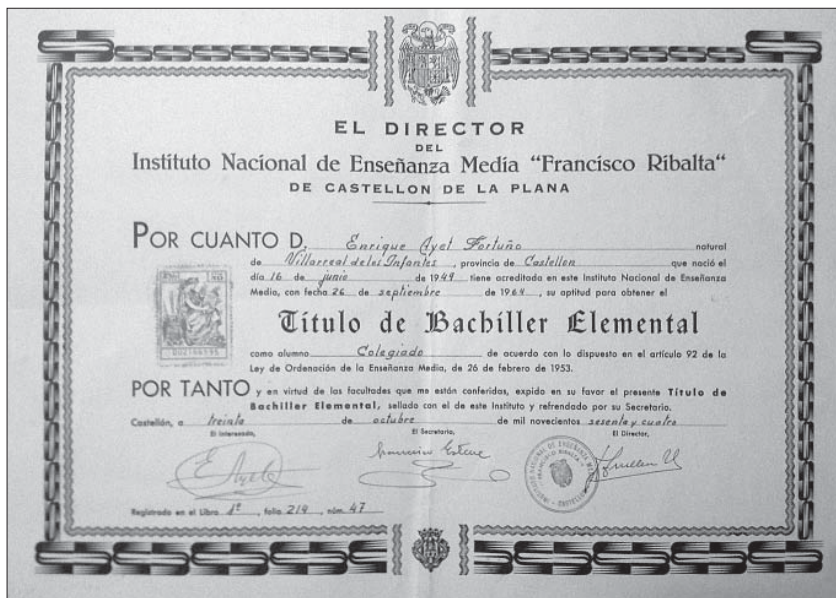 EL DIRECTOR
DEL
Instituto Nacional de Enseñanza Media “Francisco Ribalta”
DE CASTELLON DE LA PLANA
POR CUANTO D. Enrique Ayet Fortuño natural
de Villarreal de los Infantes, provincia de Castellon que nació el
día 16 de junio de 1949 tiene acreditada en este Instituto Nacional de Enseñanza
Media, con fecha 26 de septiembre de 1964, su aptitud para obtener el
Título de Bachiller Elemental
como alumno Colegiado de acuerdo con lo dispuesto en el artículo 92 de la
Ley de Ordenación de la Enseñanza Media, de 26 de febrero de 1953.
POR TANTO y en virtud de las facultades que me están conferidas, expido en su favor el presente Título de
Bachiller Elemental, sellado con el de este Instituto y refrendado por su Secretario.
Castellón, a treinta de octubre de mil novecientos sesenta y cuatro
El interesado, El Secretario, El Director,
E. Ayet
Registrado en el Libro 1º, folio 219, núm. 47